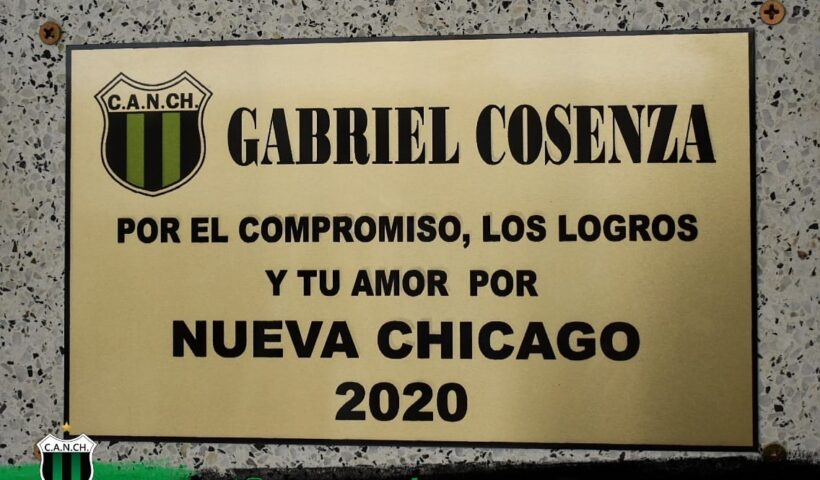 C.A.N.CH.
GABRIEL COSENZA
POR EL COMPROMISO, LOS LOGROS
Y TU AMOR POR
NUEVA CHICAGO
2020
C.A.N.CH.